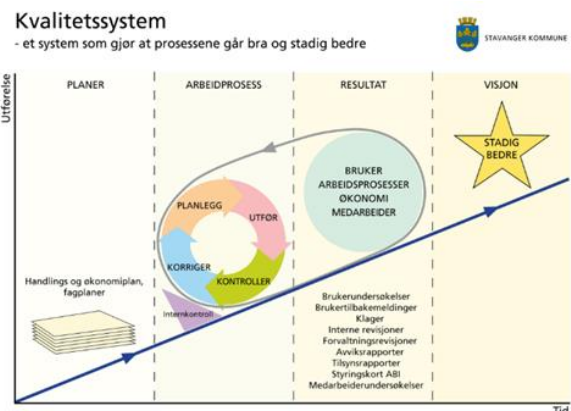 Kvalitetssystem
- et system som gjør at prosessene går bra og stadig bedre
STAVANGER KOMMUNE
Utførelse
PLANER
ARBEIDPROSESS
RESULTAT
VISJON
STADIG
BEDRE
BRUKER
ARBEIDSPROSESSER
ØKONOMI
MEDARBEIDER
PLANLEGG
UTFØR
KORRIGER
KONTROLLER
Internkontroll
Handlings og økonomiplan,
fagplaner
Brukerundersøkelser
Brukertilbakemeldinger
Klager
Interne revisjoner
Forvaltningsrevisjoner
Avviksrapporter
Tilsynsrapporter
Styringskort ABI
Medarbeiderundersøkelser
Tid